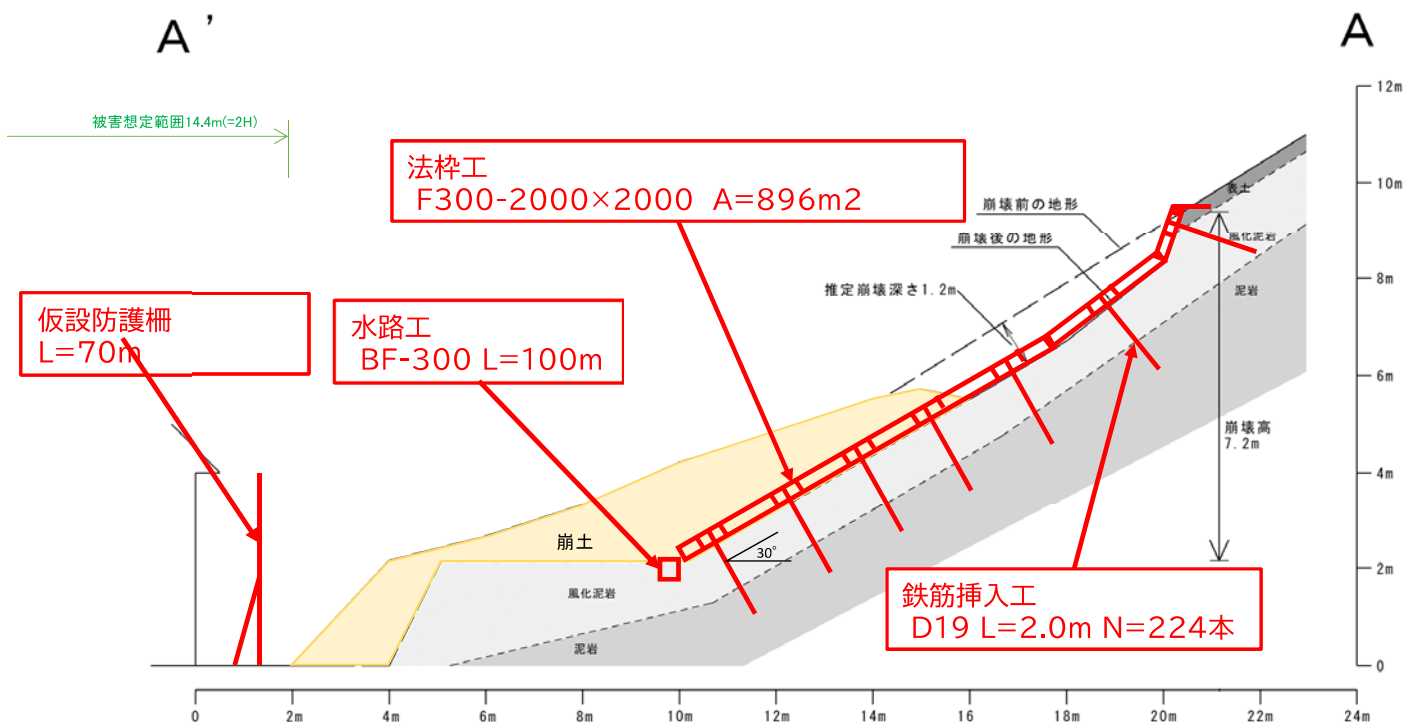 A '
A
被害想定範囲14.4m(=2H)
法枠工
F300-2000×2000 A=896m2
仮設防護柵
L=70m
水路工
BF-300 L=100m
崩壊前の地形
崩壊後の地形
推定崩壊深さ1.2m
表土
風化泥岩
泥岩
崩壊高
7.2m
崩土
30°
風化泥岩
泥岩
鉄筋挿入工
D19 L=2.0m N=224本
12m
10m
8m
6m
4m
2m
0
0
2m
4m
6m
8m
10m
12m
14m
16m
18m
20m
22m
24m